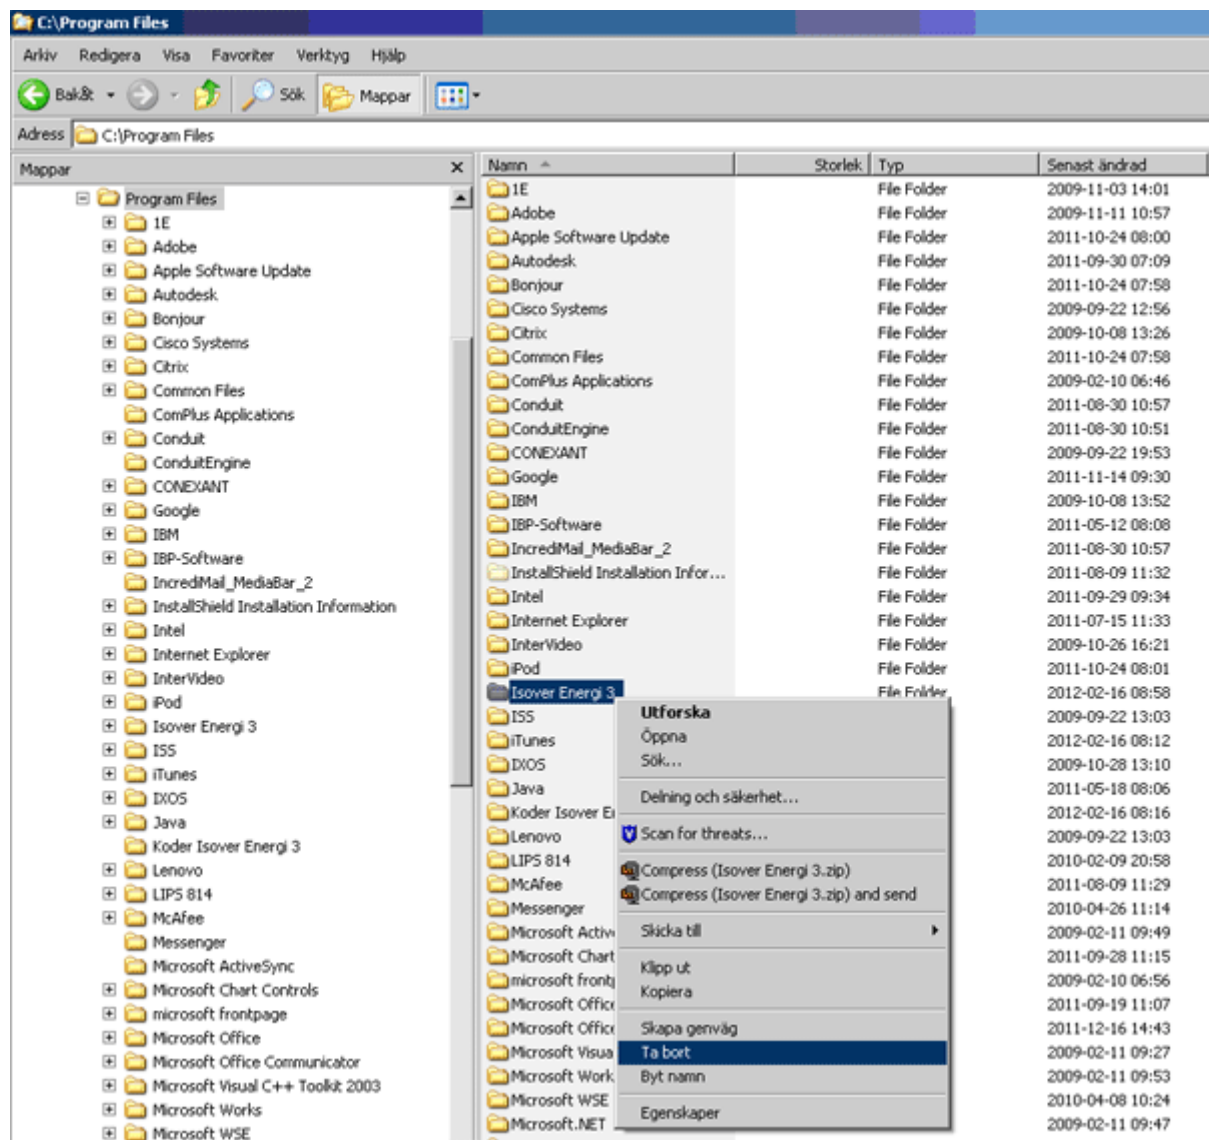 C:\Program Files
Arkiv Redigera Visa Favoriter Verktyg Hjälp
Bakåt Sök Mappar
Adress C:\Program Files
Mappar
Program Files
1E
Adobe
Apple Software Update
Autodesk
Bonjour
Cisco Systems
Citrix
Common Files
ComPlus Applications
Conduit
ConduitEngine
CONEXANT
Google
IBM
IBP-Software
IncrediMail_MediaBar_2
InstallShield Installation Information
Intel
Internet Explorer
InterVideo
iPod
Isover Energi 3
ISS
iTunes
IXOS
Java
Koder Isover Energi 3
Lenovo
LIPS 814
McAfee
Messenger
Microsoft ActiveSync
Microsoft Chart Controls
microsoft frontpage
Microsoft Office
Microsoft Office Communicator
Microsoft Visual C++ Toolkit 2003
Microsoft Works
Microsoft WSE
Namn Storlek Typ Senast ändrad
1E File Folder 2009-11-03 14:01
Adobe File Folder 2009-11-11 10:57
Apple Software Update File Folder 2011-10-24 08:00
Autodesk File Folder 2011-09-30 07:09
Bonjour File Folder 2011-10-24 07:58
Cisco Systems File Folder 2009-09-22 12:56
Citrix File Folder 2009-10-08 13:26
Common Files File Folder 2011-10-24 07:58
ComPlus Applications File Folder 2009-02-10 06:46
Conduit File Folder 2011-08-30 10:57
ConduitEngine File Folder 2011-08-30 10:51
CONEXANT File Folder 2009-09-22 19:53
Google File Folder 2011-11-14 09:30
IBM File Folder 2009-10-08 13:52
IBP-Software File Folder 2011-05-12 08:08
IncrediMail_MediaBar_2 File Folder 2011-08-30 10:57
InstallShield Installation Infor... File Folder 2011-08-09 11:32
Intel File Folder 2011-09-29 09:34
Internet Explorer File Folder 2011-07-15 11:33
InterVideo File Folder 2009-10-26 16:21
iPod File Folder 2011-10-24 08:01
Isover Energi 3 File Folder 2012-02-16 08:58
ISS 2009-09-22 13:03
iTunes 2012-02-16 08:12
IXOS 2009-10-28 13:10
Java 2011-05-18 08:06
Koder Isover E 2012-02-16 08:16
Lenovo 2009-09-22 13:03
LIPS 814 2010-02-09 20:58
McAfee 2011-08-09 11:29
Messenger 2010-04-26 11:14
Microsoft Activ 2009-02-11 09:49
Microsoft Chart 2011-09-28 11:15
microsoft front 2009-02-10 06:56
Microsoft Office 2011-09-19 11:07
Microsoft Office 2011-12-16 14:43
Microsoft Visua 2009-02-11 09:27
Microsoft Work 2009-02-11 09:53
Microsoft WSE 2010-04-08 10:24
Microsoft.NET 2009-02-11 09:47
Utforska
Öppna
Sök...
Delning och säkerhet...
Scan for threats...
Compress (Isover Energi 3.zip)
Compress (Isover Energi 3.zip) and send
Skicka till
Klipp ut
Kopiera
Skapa genväg
Ta bort
Byt namn
Egenskaper